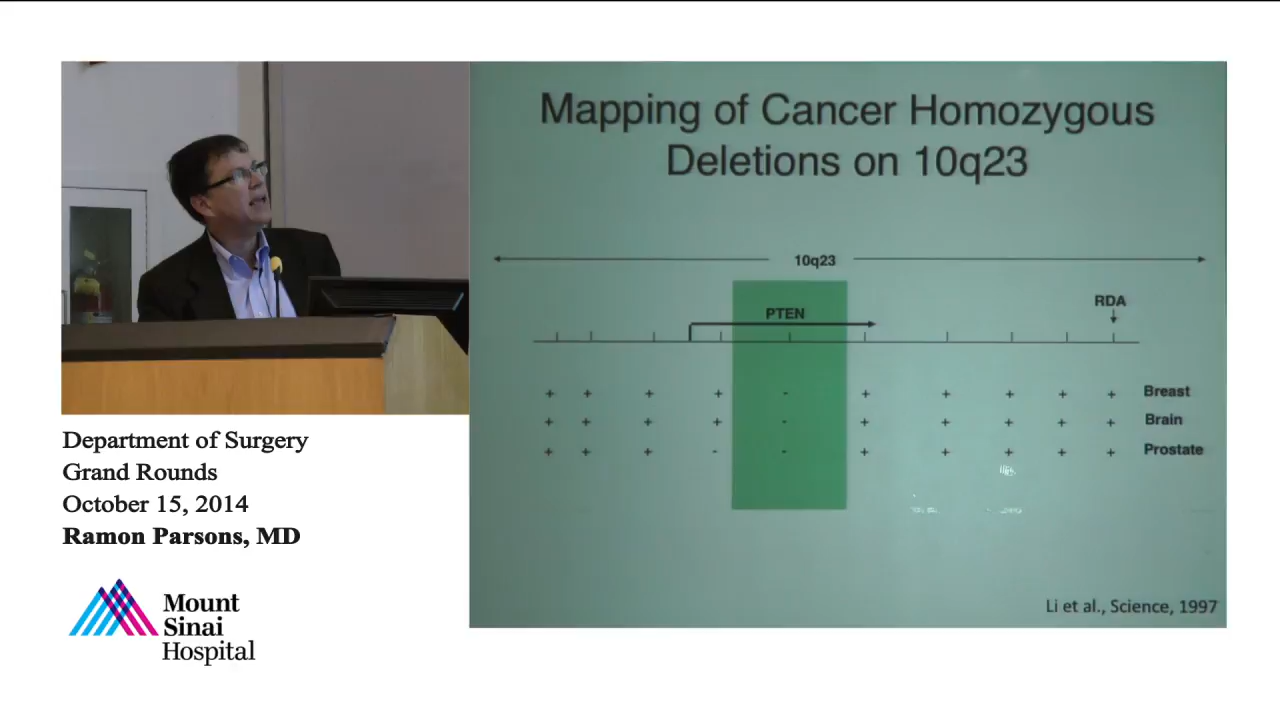 Mapping of Cancer Homozygous
Deletions on 10q23
10q23
PTEN
RDA
+ + + + - + + + + + Breast
+ + + + - + + + + + Brain
+ + + - - + + + + + Prostate
Li et al., Science, 1997
Department of Surgery
Grand Rounds
October 15, 2014
Ramon Parsons, MD
Mount
Sinai
Hospital